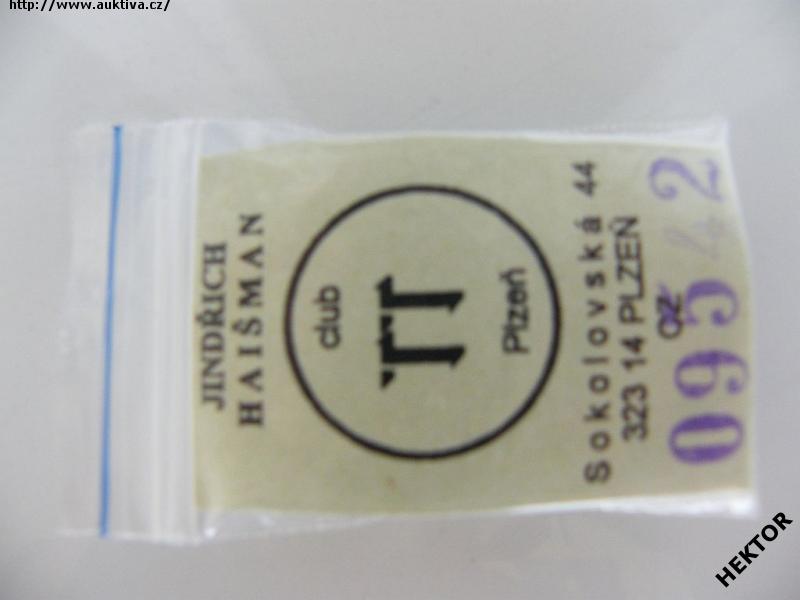 http://www.auktiva.cz/
JINDŘICH
HAIŠMAN
club
TT
Plzeň
Sokolovská 44
323 14 PLZEŇ
CZ
09542
HEKTOR